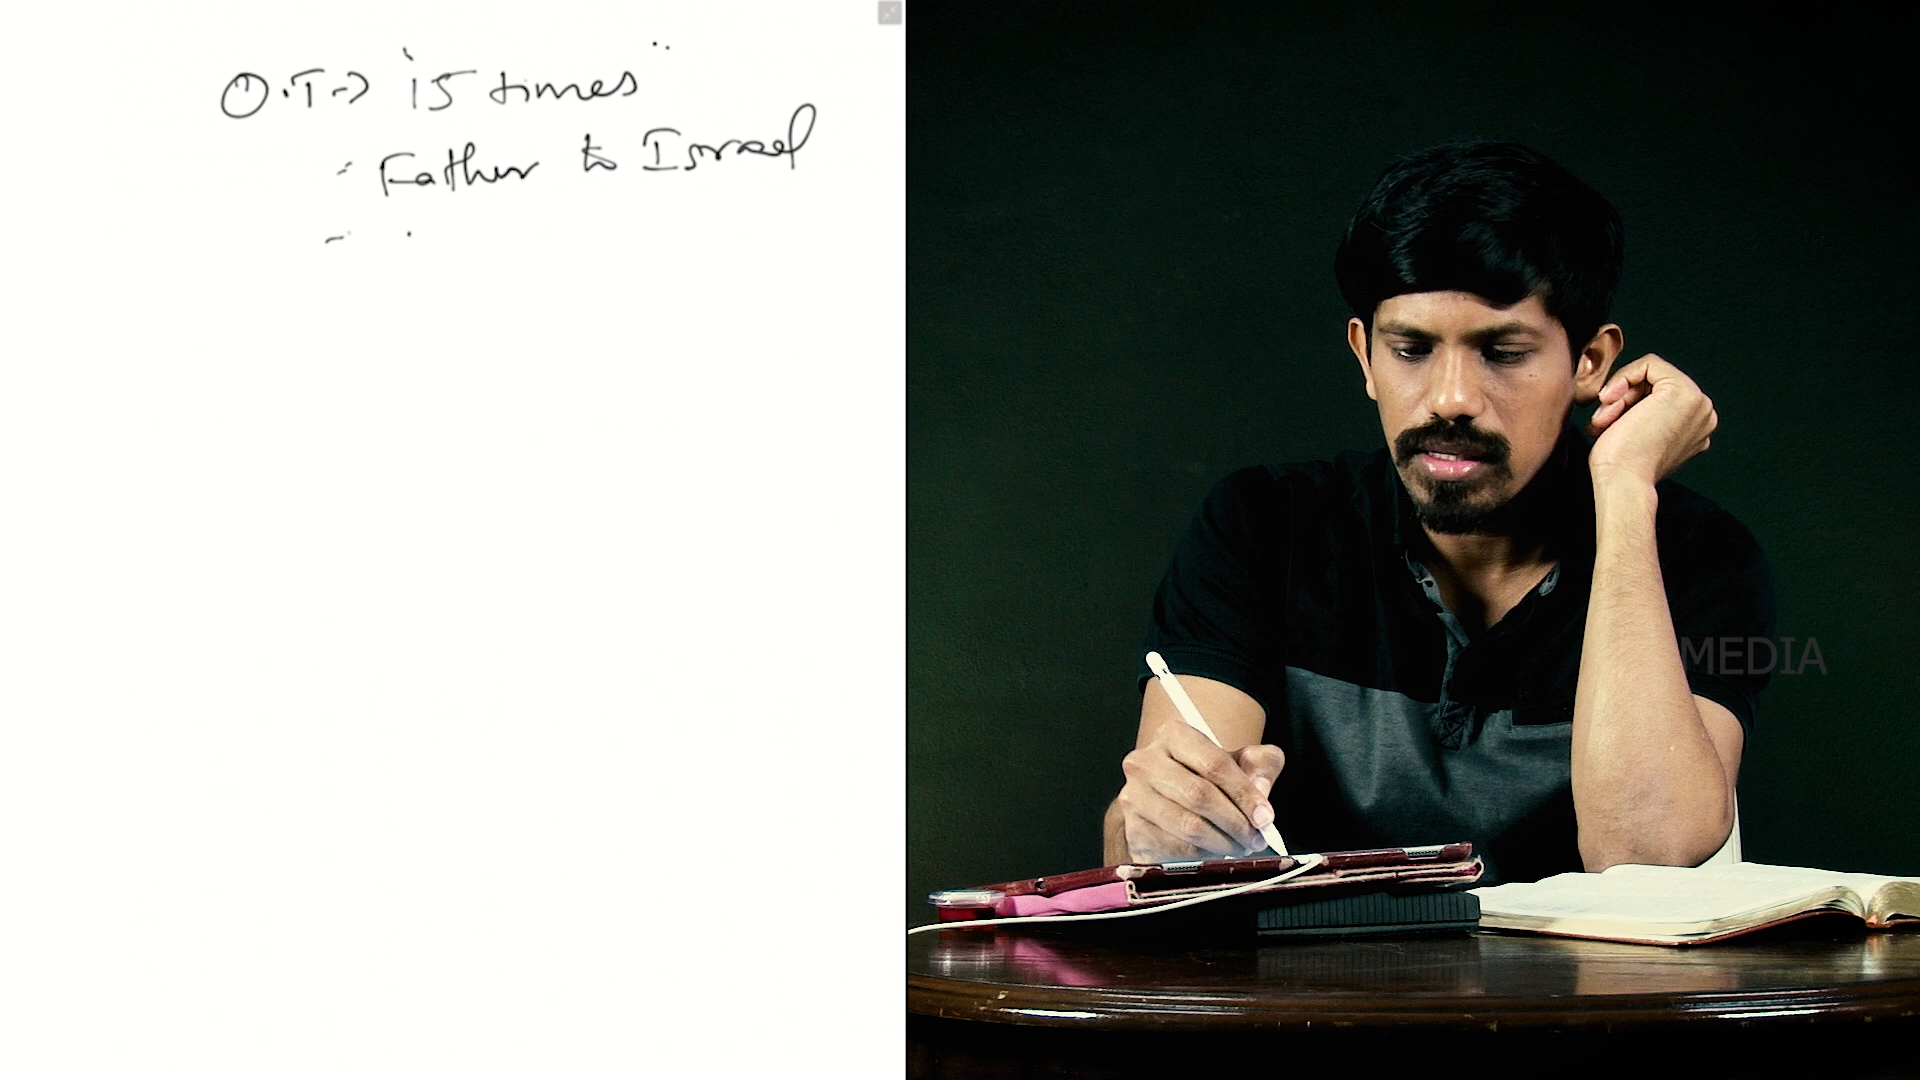 O.T → "15 times"
- Father to Israel
-
MEDIA